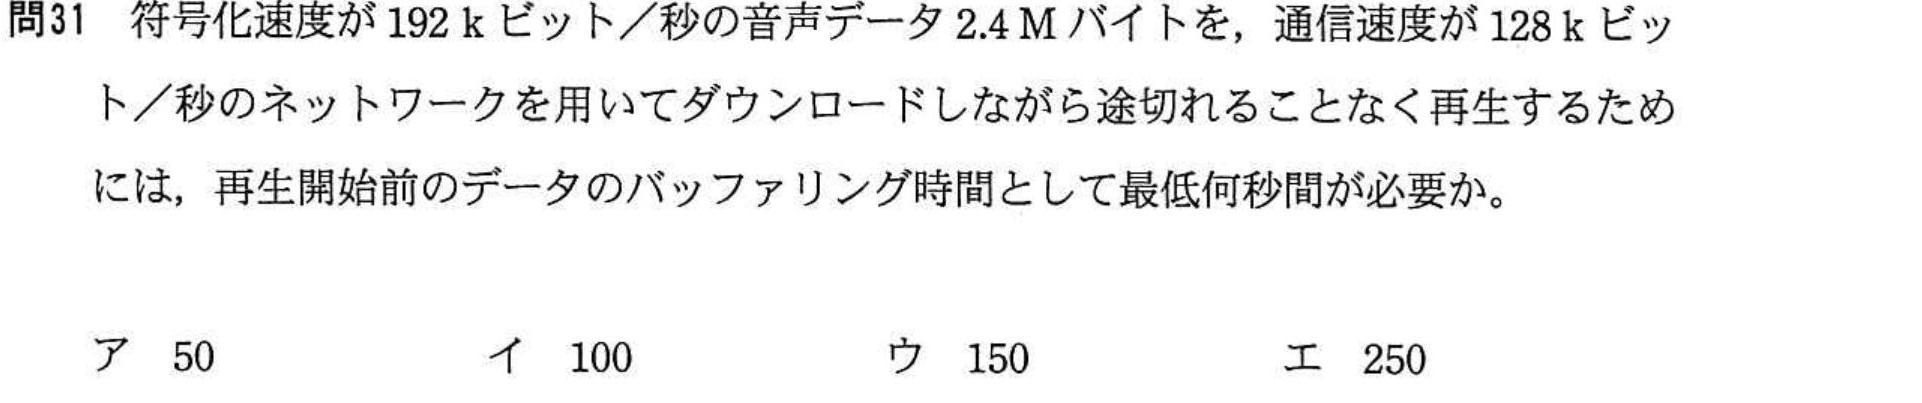 問31 符号化速度が 192 k ビット／秒の音声データ 2.4 M バイトを，通信速度が 128 k ビッ
ト／秒のネットワークを用いてダウンロードしながら途切れることなく再生するため
には，再生開始前のデータのバッファリング時間として最低何秒間が必要か。
ア 50 イ 100 ウ 150 エ 250